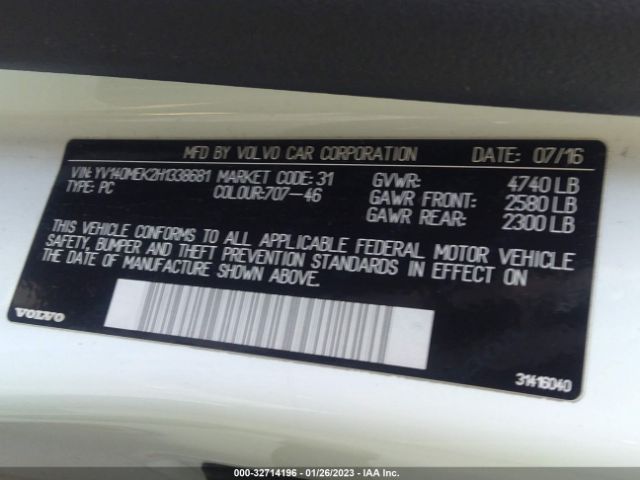 MFD BY VOLVO CAR CORPORATION DATE: 07/16
VIN: YV140MEK2H1338681 MARKET CODE: 31 GVWR: 4740 LB
TYPE: PC COLOUR:707-46 GAWR FRONT: 2580 LB
GAWR REAR: 2300 LB
THIS VEHICLE CONFORMS TO ALL APPLICABLE FEDERAL MOTOR VEHICLE
SAFETY, BUMPER AND THEFT PREVENTION STANDARDS IN EFFECT ON
THE DATE OF MANUFACTURE SHOWN ABOVE.
VOLVO
31416040
000-32714196 - 01/26/2023 - IAA Inc.